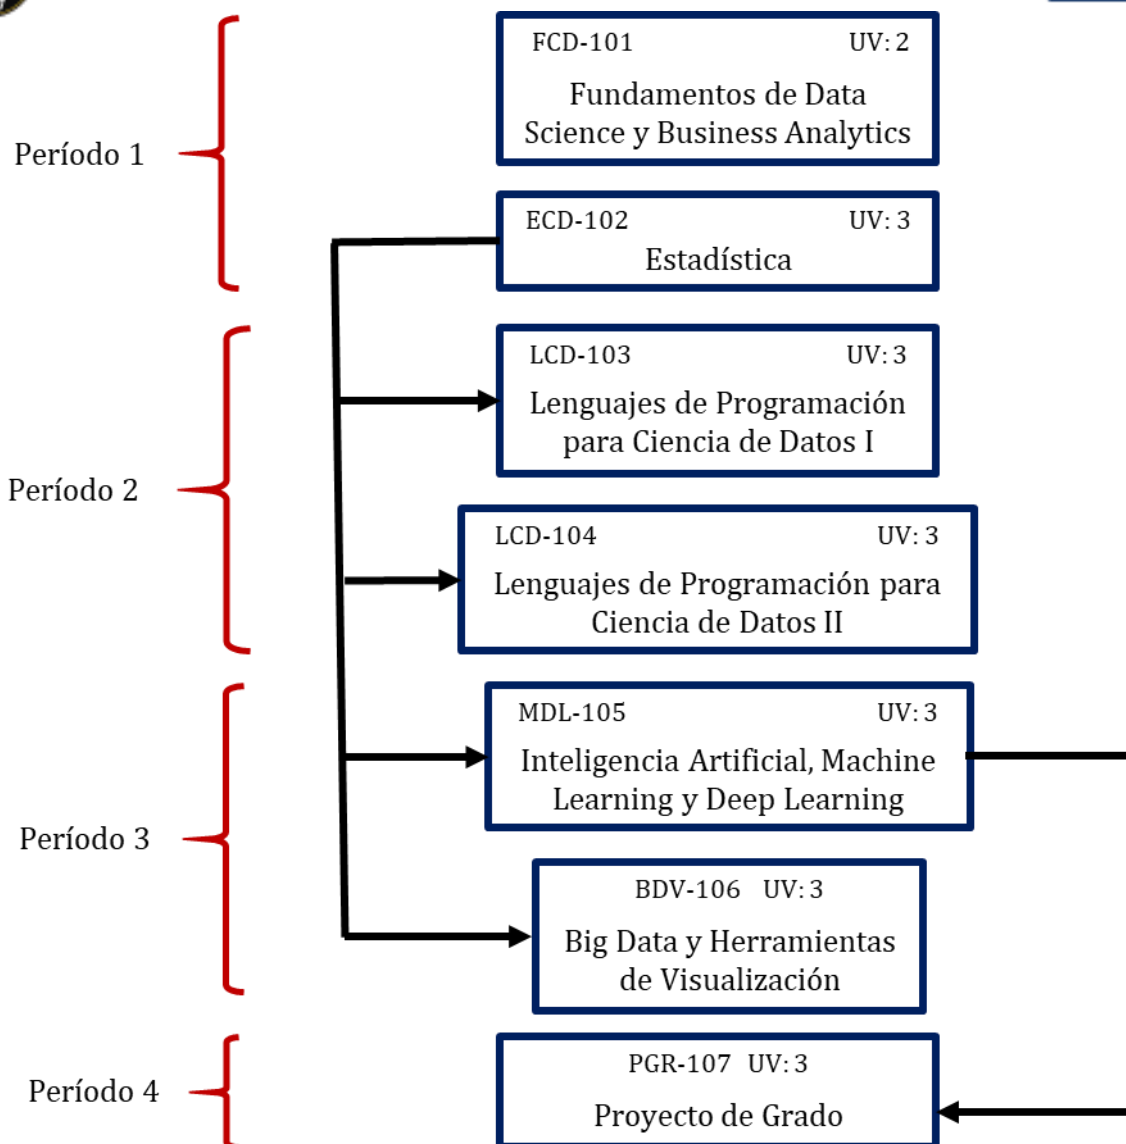 Período 1
FCD-101 UV: 2
Fundamentos de Data
Science y Business Analytics
ECD-102 UV: 3
Estadística
Período 2
LCD-103 UV: 3
Lenguajes de Programación
para Ciencia de Datos I
LCD-104 UV: 3
Lenguajes de Programación para
Ciencia de Datos II
Período 3
MDL-105 UV: 3
Inteligencia Artificial, Machine
Learning y Deep Learning
BDV-106 UV: 3
Big Data y Herramientas
de Visualización
Período 4
PGR-107 UV: 3
Proyecto de Grado